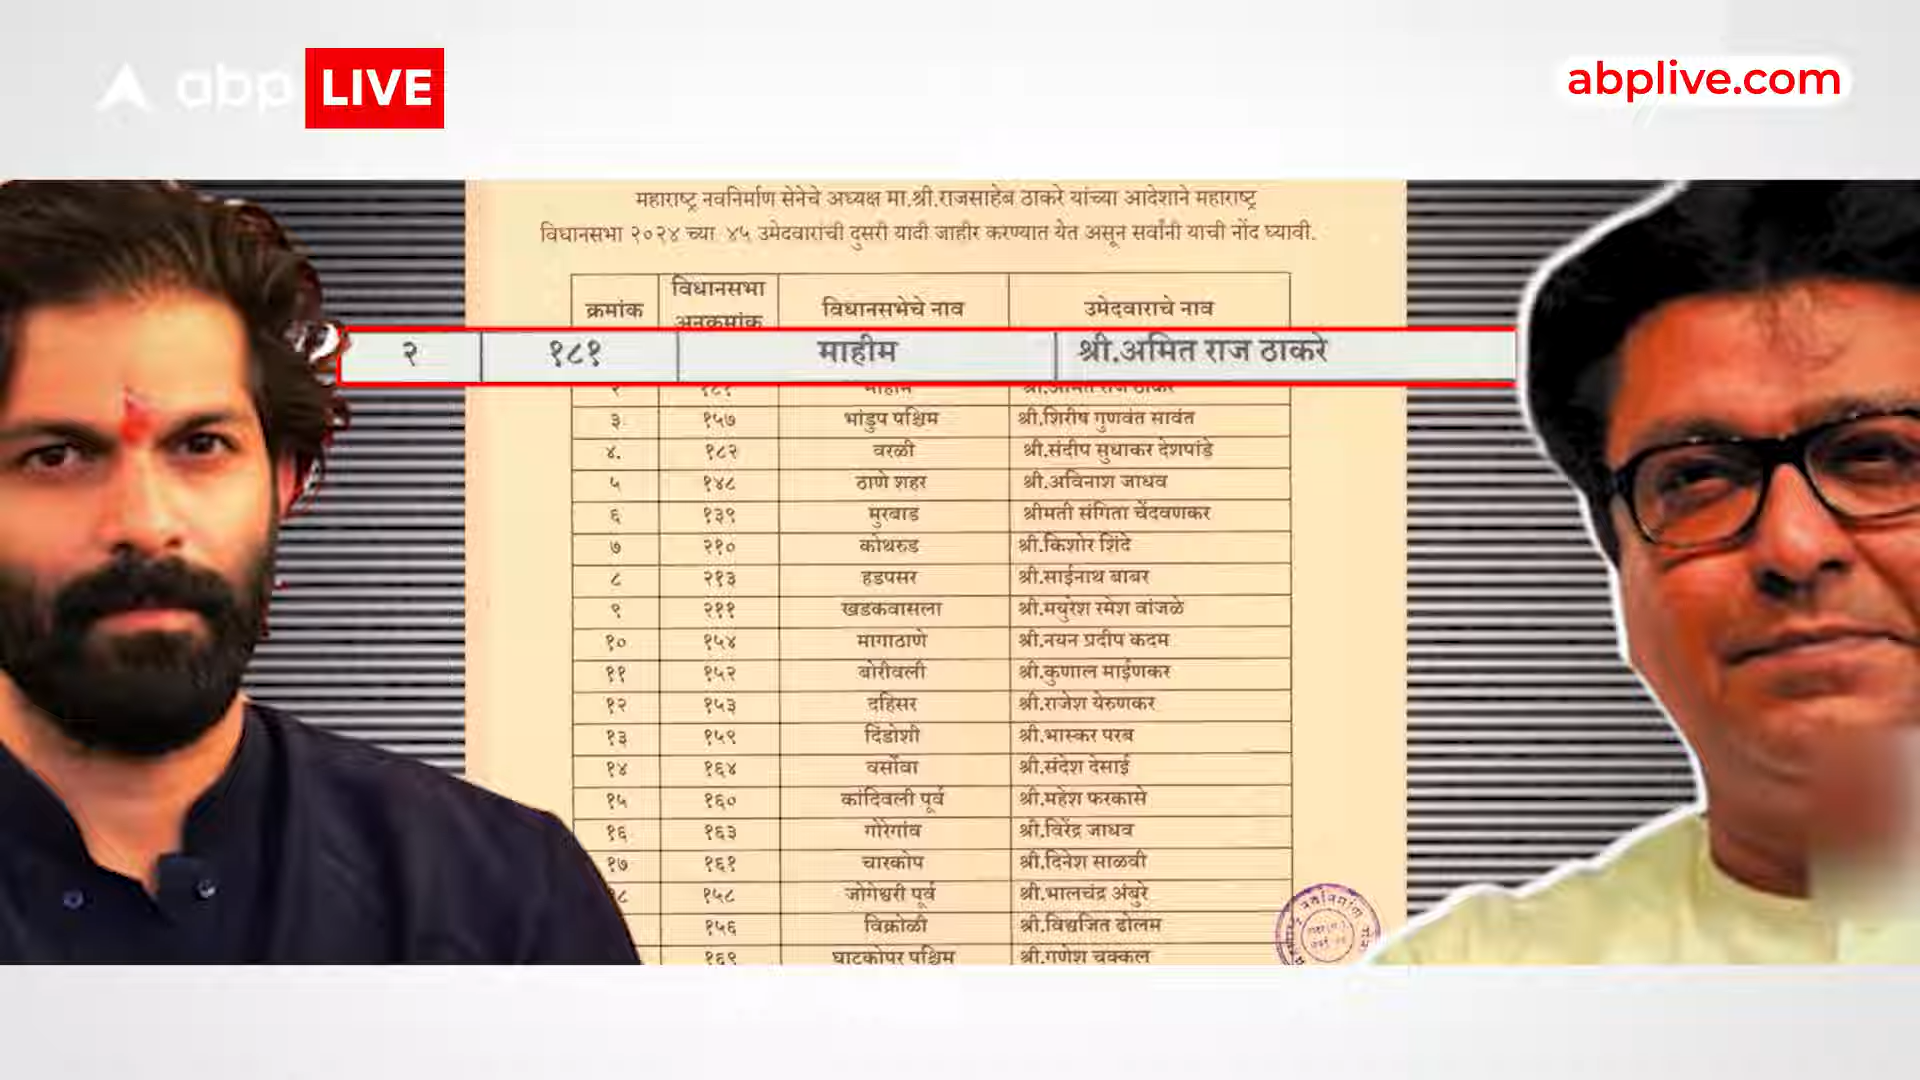 abp LIVE
abplive.com
महाराष्ट्र नवनिर्माण सेनेचे अध्यक्ष मा.श्री.राजसाहेब ठाकरे यांच्या आदेशाने महाराष्ट्र
विधानसभा २०२४ च्या ४५ उमेदवारांची दुसरी यादी जाहीर करण्यात येत असून सर्वांनी याची नोंद घ्यावी.
क्रमांक विधानसभा अनुक्रमांक विधानसभेचे नाव उमेदवाराचे नाव
२ १८१ माहीम श्री.अमित राज ठाकरे
२ १८१ माहीम श्री.अमित राज ठाकरे
३ १५७ भांडुप पश्चिम श्री.शिरीष गुणवंत सावंत
४. १८२ वरळी श्री.संदीप सुधाकर देशपांडे
५ १४८ ठाणे शहर श्री.अविनाश जाधव
६ १३९ मुरबाड श्रीमती संगिता चेंदवणकर
७ २१० कोथरुड श्री.किशोर शिंदे
८ २१३ हडपसर श्री.साईनाथ बाबर
९ २११ खडकवासला श्री.मयुरेश रमेश वांजळे
१० १५४ मागाठाणे श्री.नयन प्रदीप कदम
११ १५२ बोरीवली श्री.कुणाल माईणकर
१२ १५३ दहिसर श्री.राजेश येरुणकर
१३ १५९ दिंडोशी श्री.भास्कर परब
१४ १६४ वर्सोवा श्री.संदेश देसाई
१५ १६० कांदिवली पूर्व श्री.महेश फरकासे
१६ १६३ गोरेगांव श्री.विरेंद्र जाधव
१७ १६१ चारकोप श्री.दिनेश साळवी
८ १५८ जोगेश्वरी पूर्व श्री.भालचंद्र अंबुरे
१५६ विक्रोळी श्री.विश्वजित ढोलम
१६९ घाटकोपर पश्चिम श्री.गणेश चुक्कल